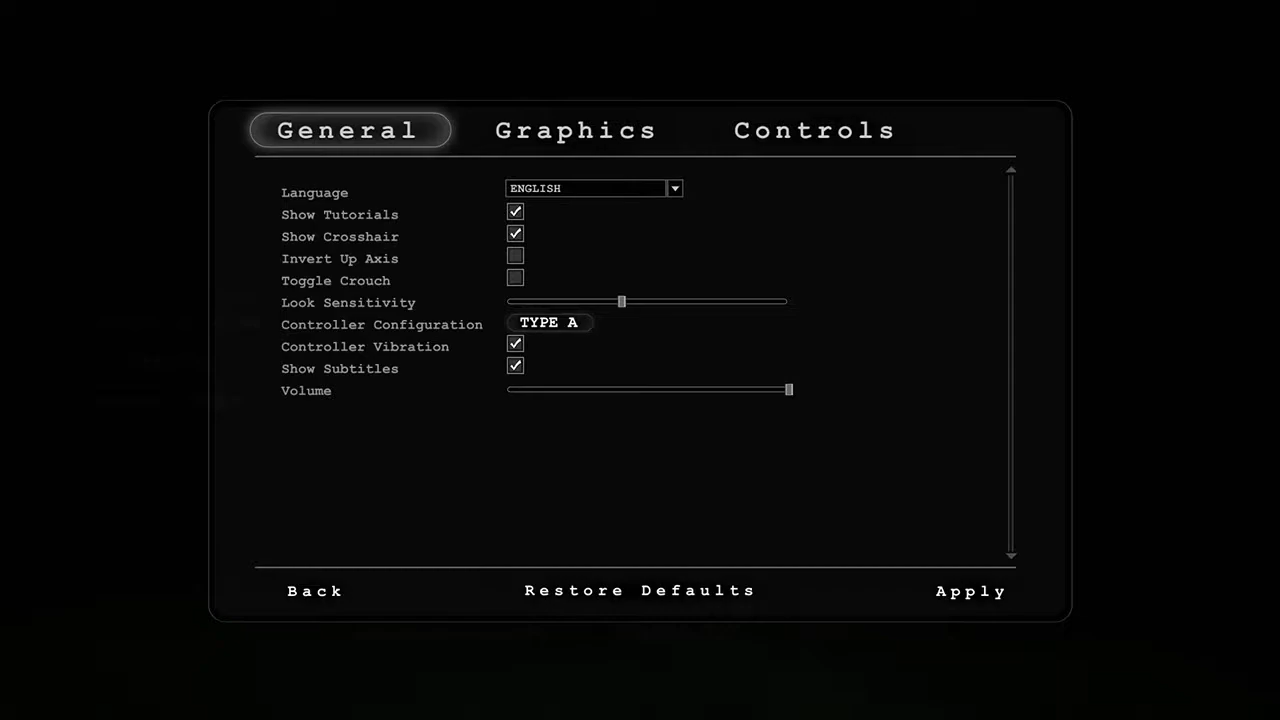 General Graphics Controls
Language ENGLISH
Show Tutorials
Show Crosshair
Invert Up Axis
Toggle Crouch
Look Sensitivity
Controller Configuration TYPE A
Controller Vibration
Show Subtitles
Volume
Back Restore Defaults Apply